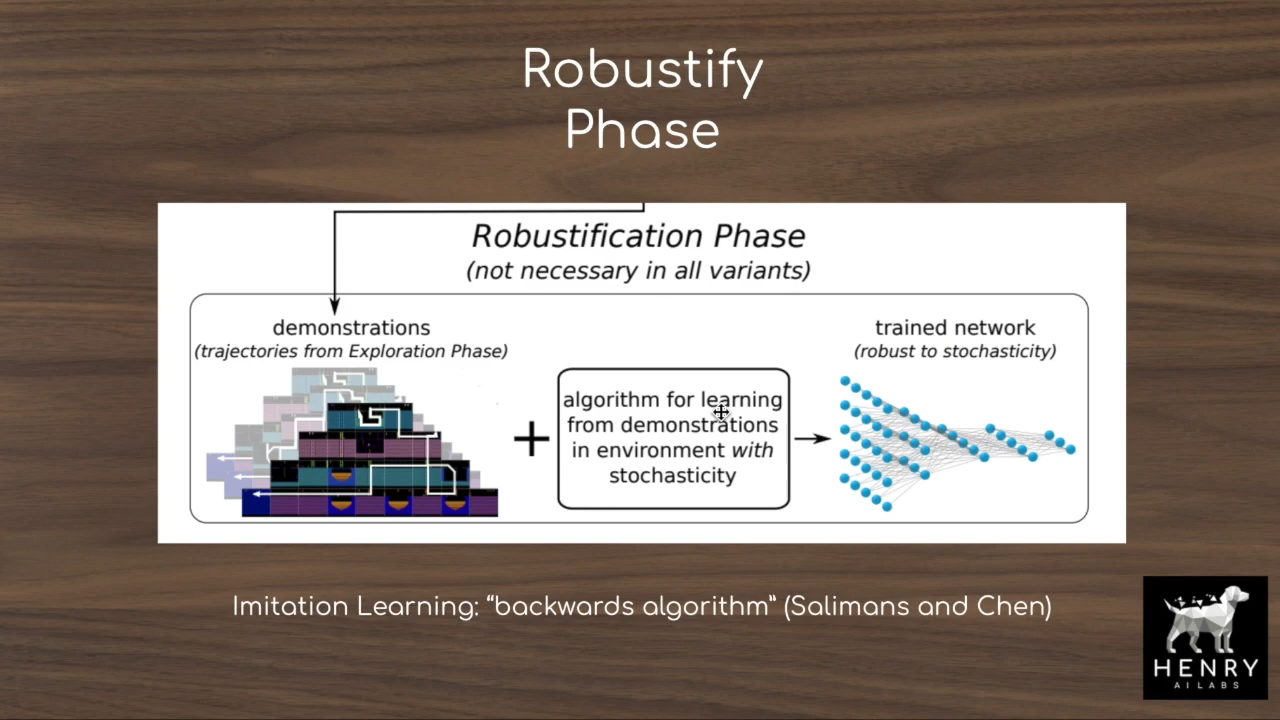 Robustify
Phase
Robustification Phase
(not necessary in all variants)
demonstrations
(trajectories from Exploration Phase)
+
algorithm for learning
from demonstrations
in environment with
stochasticity
trained network
(robust to stochasticity)
Imitation Learning: “backwards algorithm” (Salimans and Chen)
HENRY
AI LABS